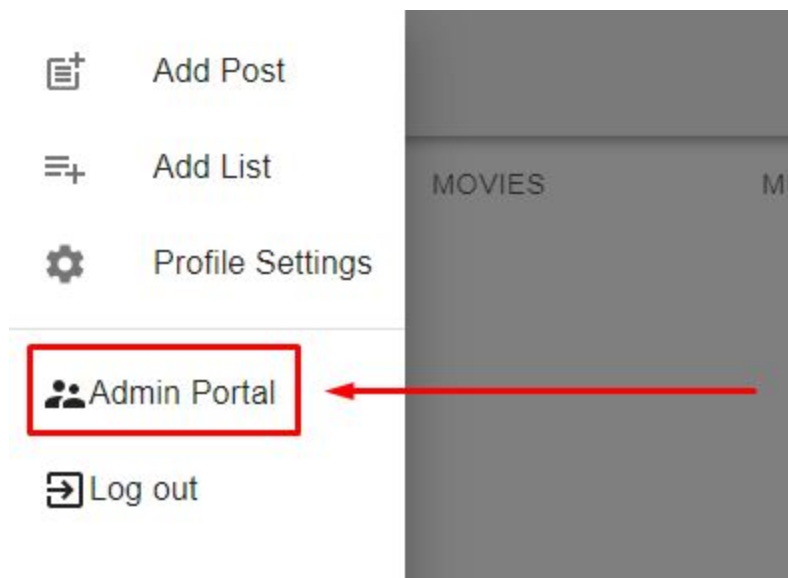 Add Post
Add List
MOVIES
Profile Settings
Admin Portal
Log out